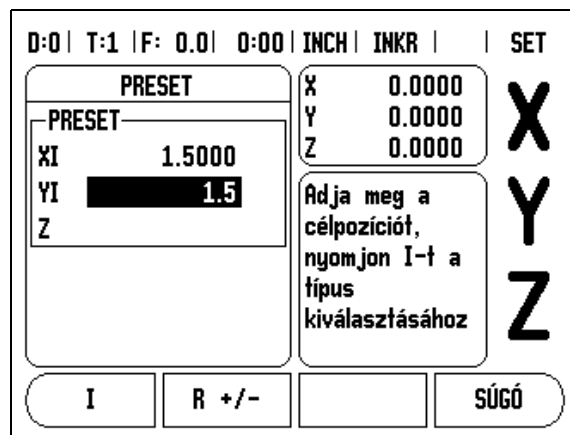 D:0 | T:1 | F: 0.0 | 0:00 | INCH | INKR | | SET
PRESET
PRESET
XI 1.5000
YI 1.5
Z
X 0.0000
Y 0.0000
Z 0.0000
Adja meg a
célpozíciót,
nyomjon I-t a
típus
kiválasztásához
X
Y
Z
I
R +/-
SÚGÓ